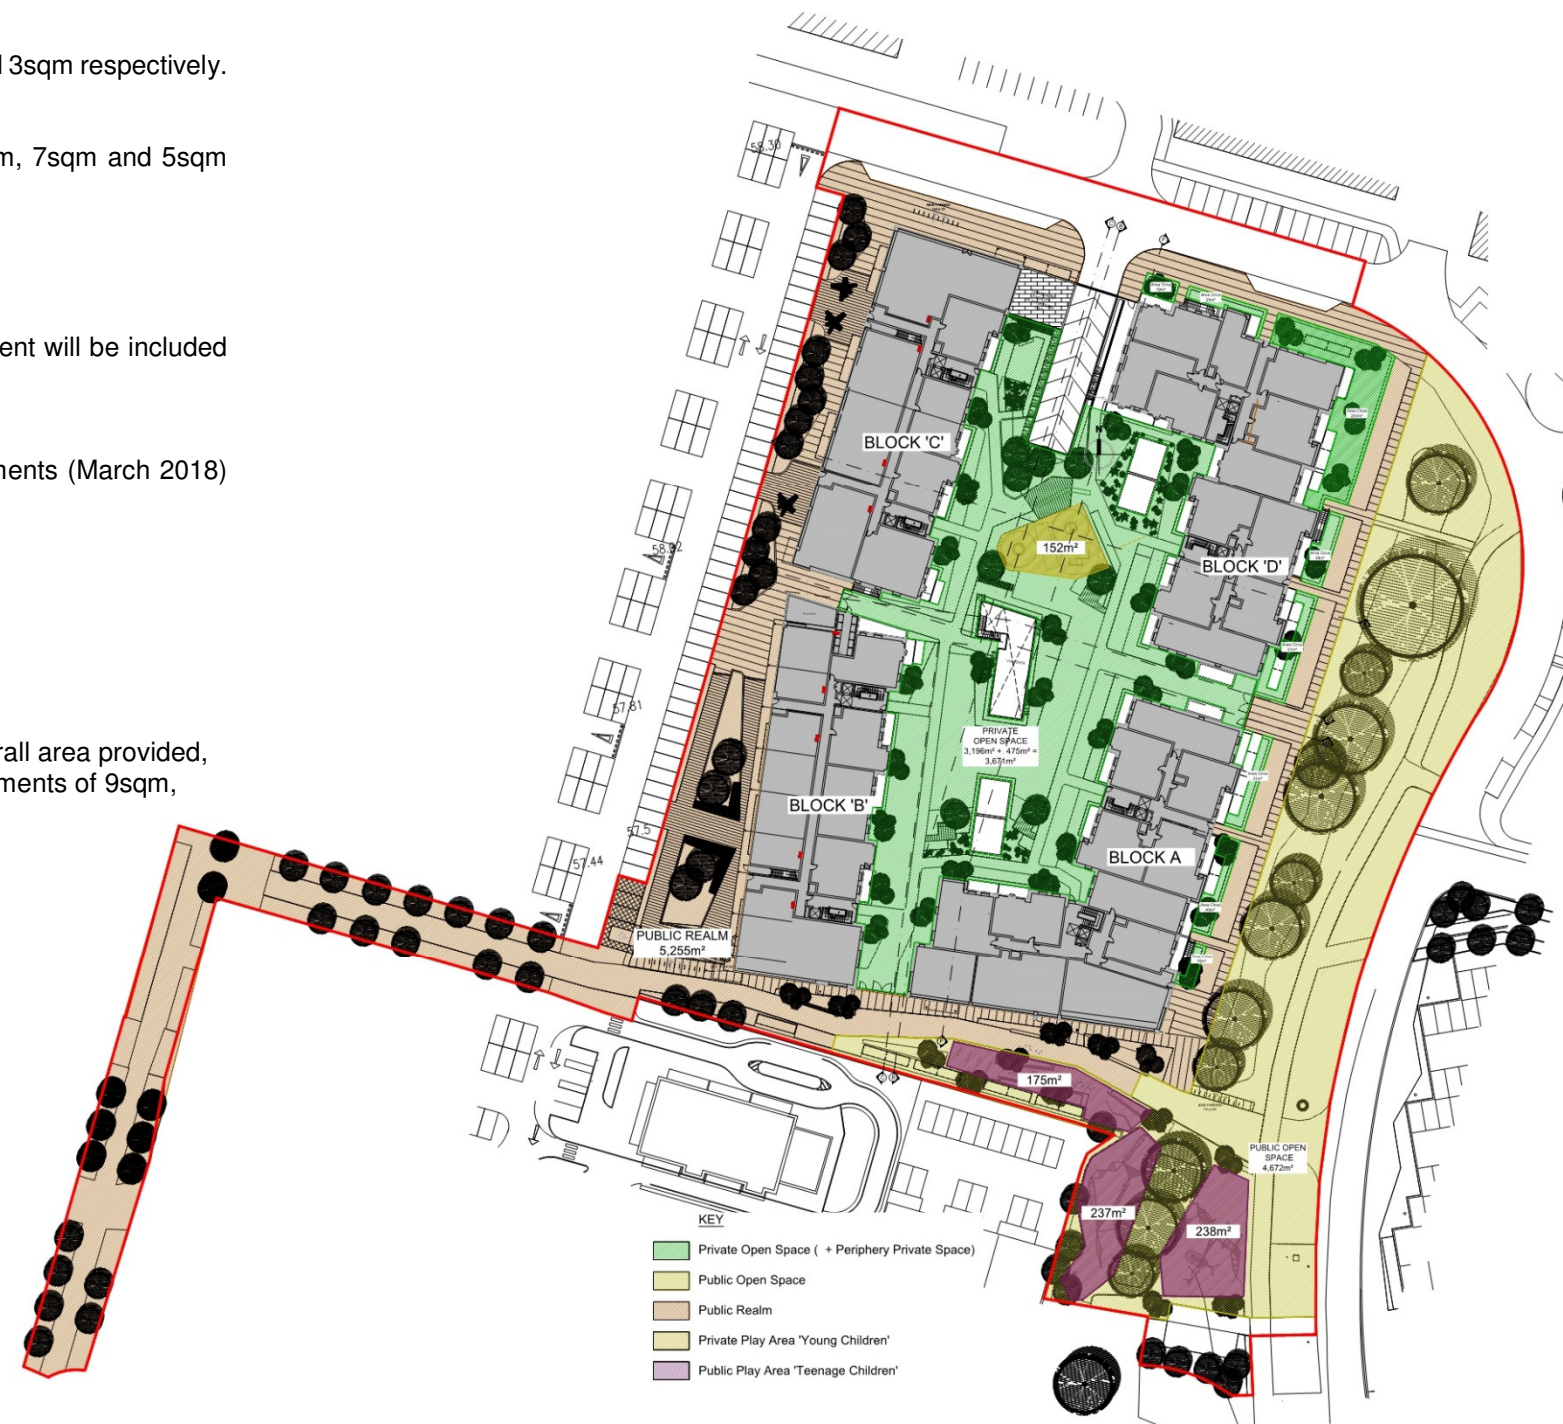 3sqm respectively.
m, 7sqm and 5sqm
ent will be included
ments (March 2018)
rall area provided,
ments of 9sqm,
58.30
58.02
57.81
57.5
57.44
BLOCK 'C'
BLOCK 'D'
152m²
PRIVATE
OPEN SPACE
3,196m² + 475m² =
3,671m²
BLOCK 'B'
BLOCK A
PUBLIC REALM
5,255m²
175m²
PUBLIC OPEN
SPACE
4,672m²
237m²
238m²
N
KEY
Private Open Space ( + Periphery Private Space)
Public Open Space
Public Realm
Private Play Area 'Young Children'
Public Play Area 'Teenage Children'